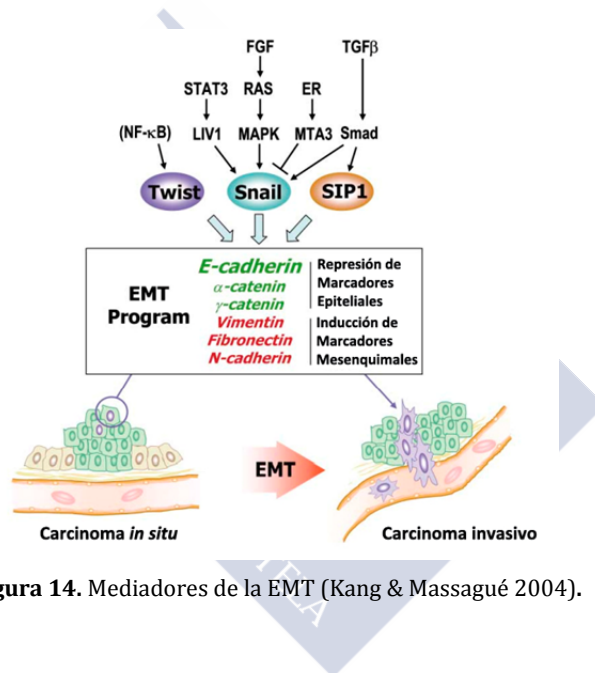 FGF TGFβ
STAT3 RAS ER
(NF-κB) LIV1 MAPK MTA3 Smad
Twist Snail SIP1
EMT Program
E-cadherin
α-catenin
γ-catenin
Represión de
Marcadores
Epiteliales
Vimentin
Fibronectin
N-cadherin
Inducción de
Marcadores
Mesenquimales
EMT
Carcinoma in situ
Carcinoma invasivo
gura 14. Mediadores de la EMT (Kang & Massagué 2004).
TEA